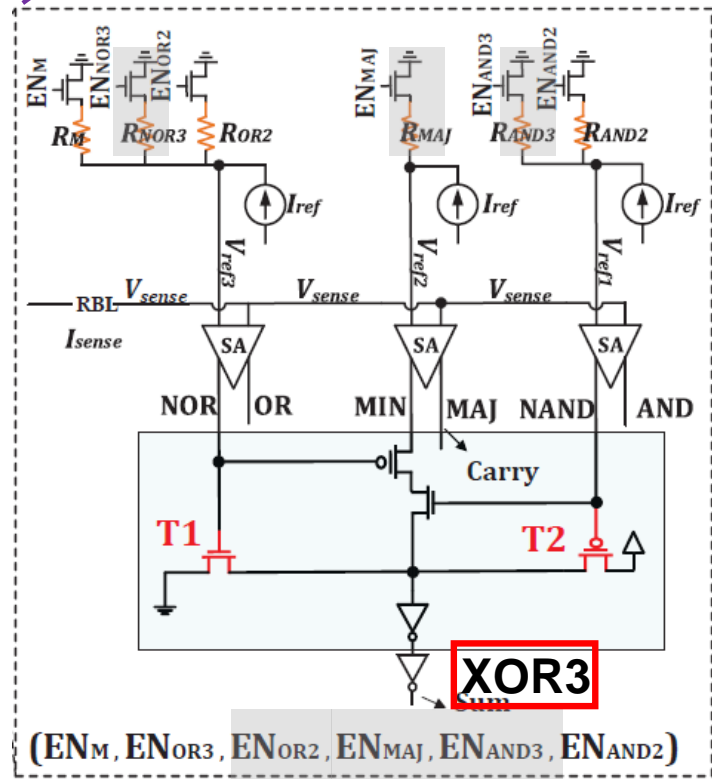 ENM ENNOR3 ENOR2 ENMAJ ENAND3 ENAND2
RM RNOR3 ROR2 RMAJ RAND3 RAND2
Iref Iref Iref
Vref3 Vref2 Vref1
RBL Vsense Vsense Vsense
Isense
SA SA SA
NOR OR MIN MAJ NAND AND
Carry
T1 T2
XOR3
Sum
(ENM, ENOR3, ENOR2, ENMAJ, ENAND3, ENAND2)